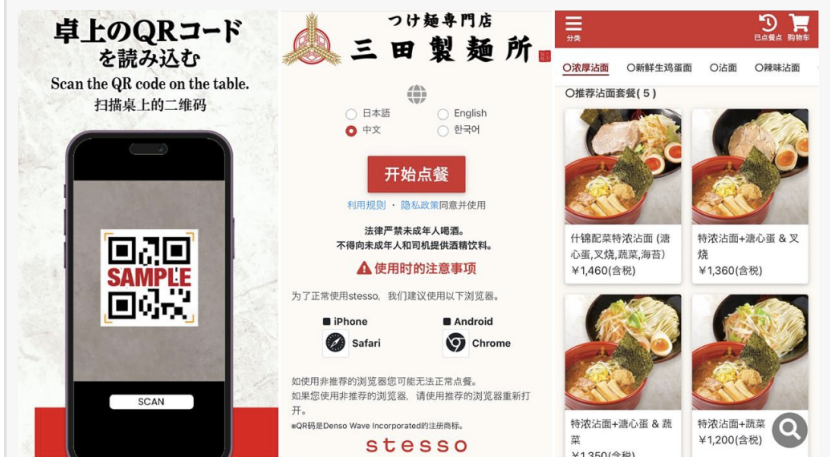 卓上のQRコード
を読み込む
Scan the QR code on the table.
扫描桌上的二维码
SAMPLE
SCAN
つけ麺専門店
三田製麺所
日本語
English
中文
한국어
开始点餐
利用规则 ・ 隐私政策同意并使用
法律严禁未成年人喝酒。
不得向未成年人和司机提供酒精饮料。
使用时的注意事项
为了正常使用stesso，我们建议使用以下浏览器。
■ iPhone
■ Android
Safari
Chrome
如使用非推荐的浏览器您可能无法正常点餐。
如果您使用非推荐的浏览器，请使用推荐的浏览器重新打
开。
※QR码是Denso Wave Incorporated的注册商标。
stesso
分类
已点餐点
购物车
〇浓厚沾面
〇新鲜生鸡蛋面
〇沾面
〇辣味沾面
〇推荐沾面套餐( 5 )
什锦配菜特浓沾面 (溏
心蛋,叉烧,蔬菜,海苔)
￥1,460(含税)
特浓沾面+溏心蛋 & 叉
烧
￥1,360(含税)
特浓沾面+溏心蛋 & 蔬
菜
￥1,350(含税)
特浓沾面+蔬菜
￥1,200(含税)